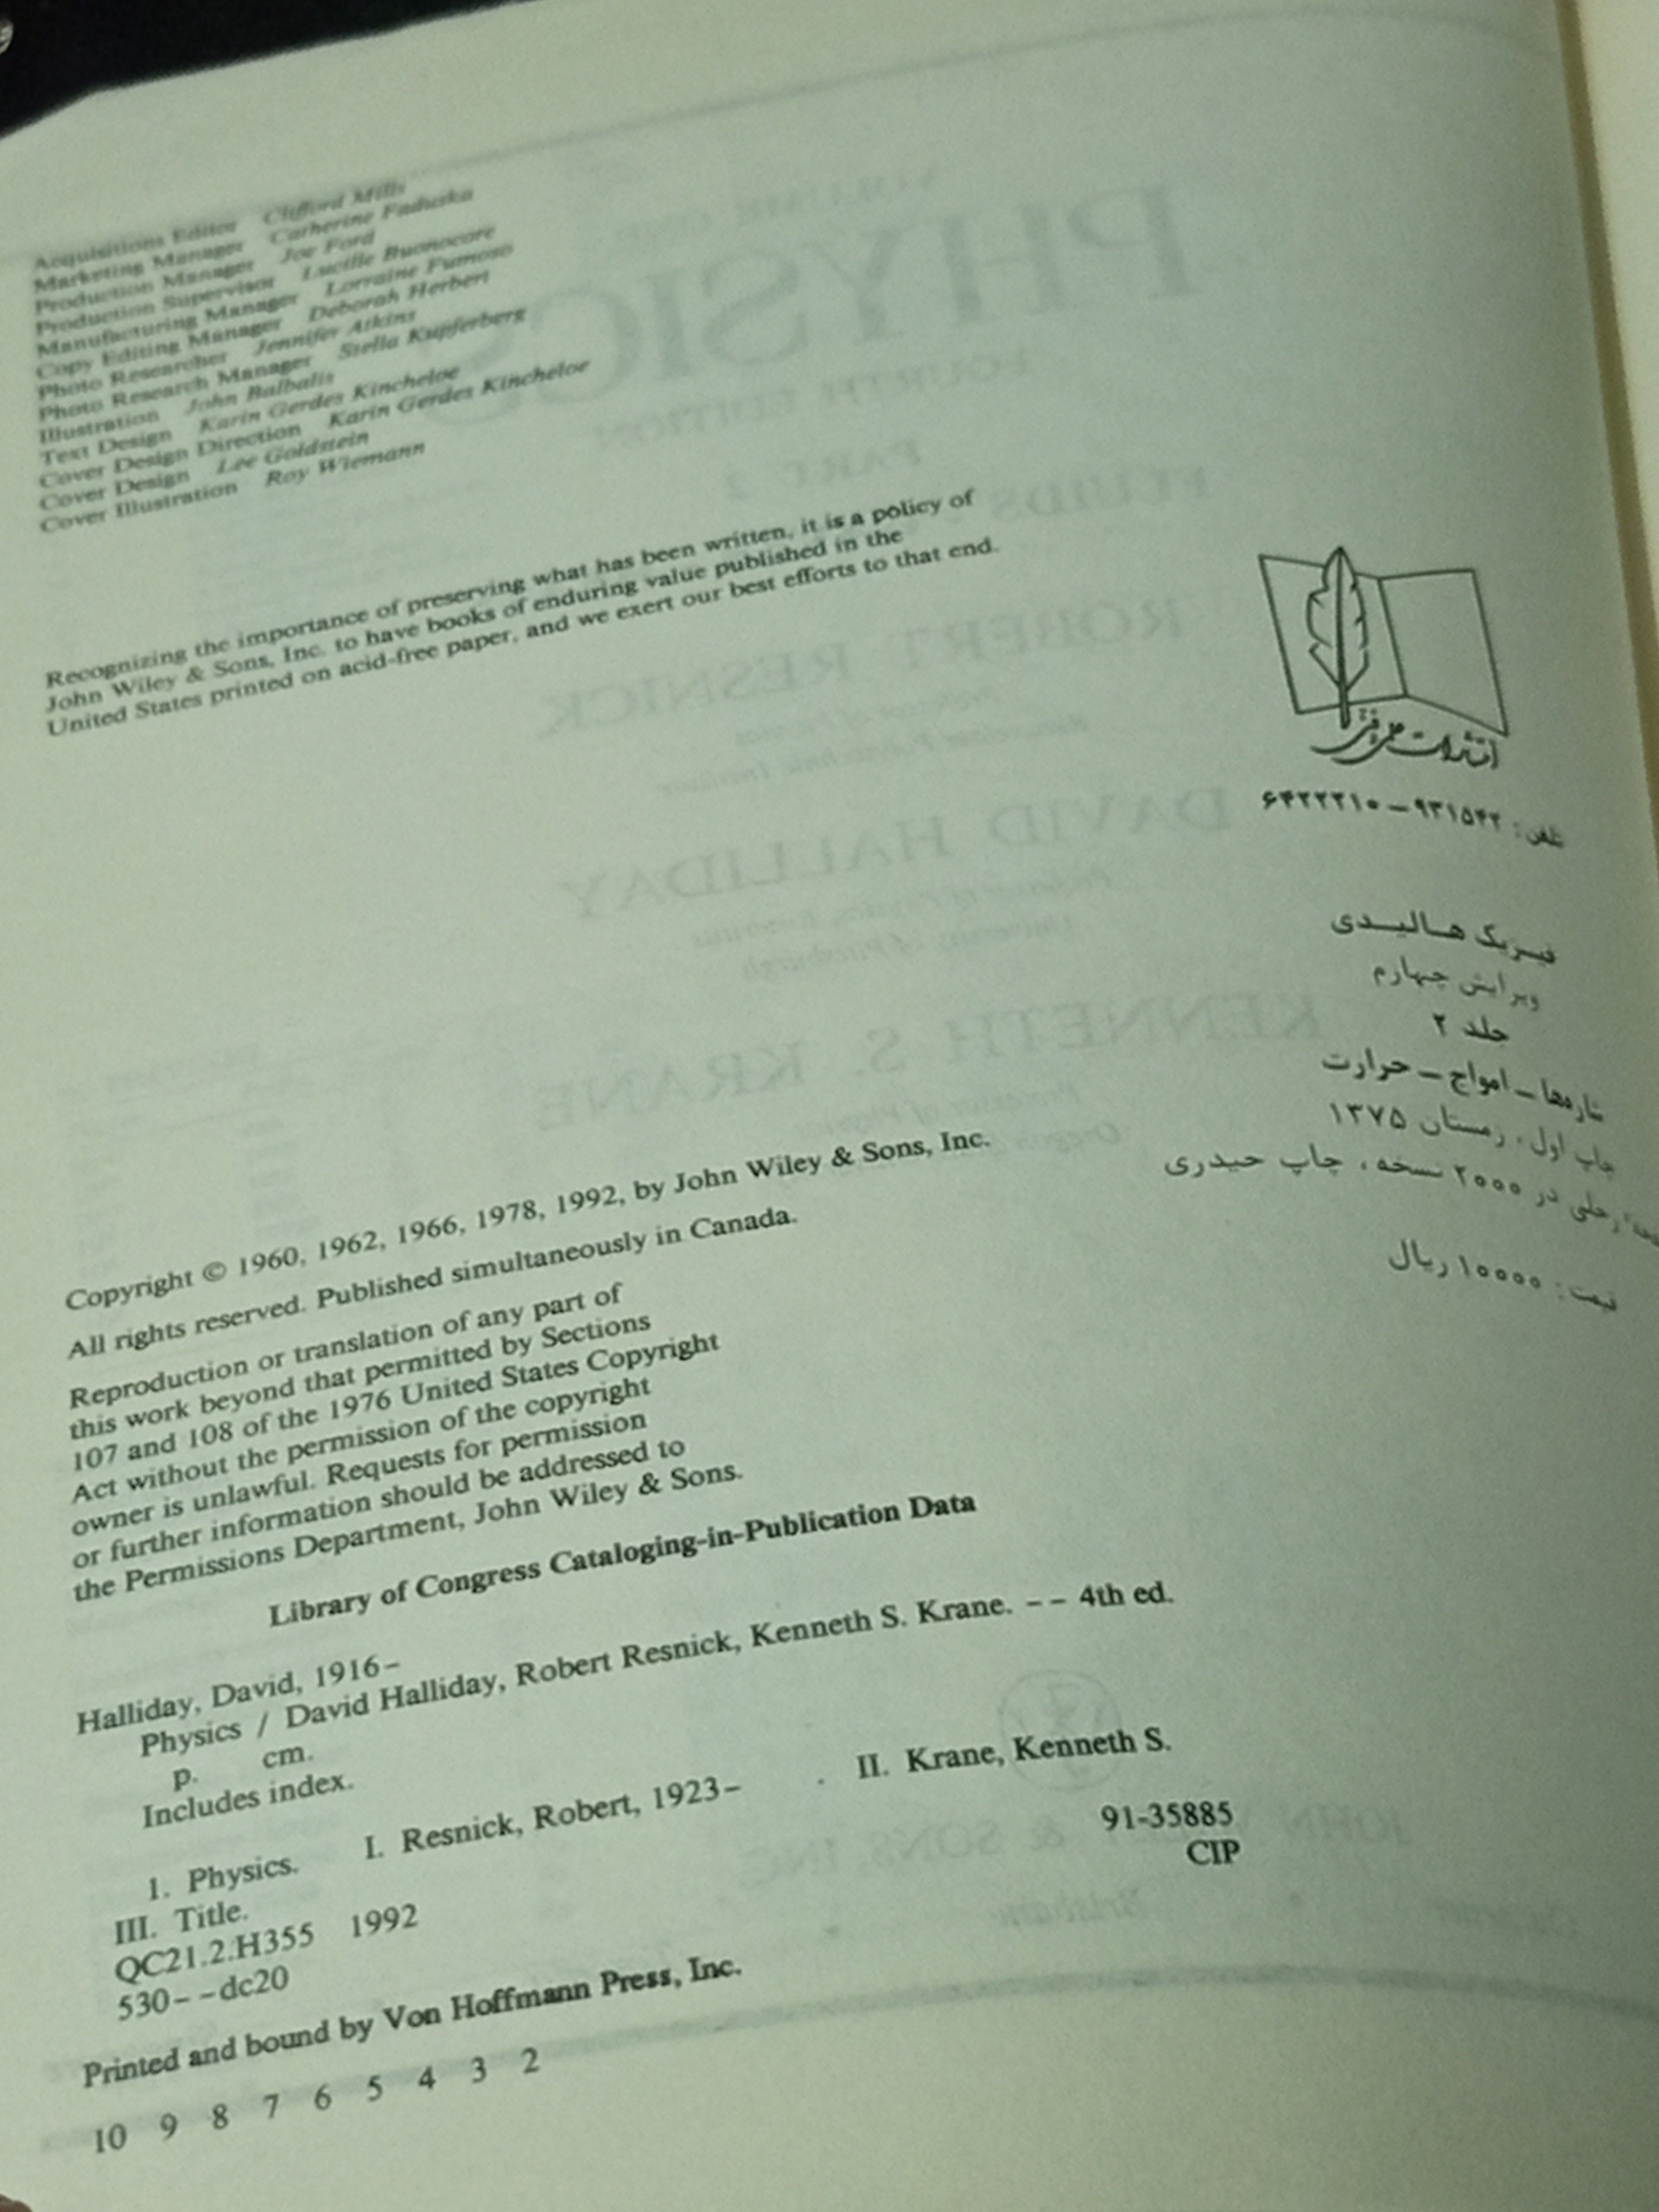 Acquisitions Editor Clifford Mills
Marketing Manager Catherine Faduska
Production Manager Joe Ford
Production Supervisor Lucille Buonocore
Manufacturing Manager Lorraine Fumoso
Copy Editing Manager Deborah Herbert
Photo Researcher Jennifer Atkins
Photo Research Manager Stella Kupferberg
Illustration John Balbalis
Text Design Karin Gerdes Kincheloe
Cover Design Direction Karin Gerdes Kincheloe
Cover Design Lee Goldstein
Cover Illustration Roy Wiemann
Recognizing the importance of preserving what has been written, it is a policy of
John Wiley & Sons, Inc. to have books of enduring value published in the
United States printed on acid-free paper, and we exert our best efforts to that end.
انتشارات علمی و فنی
تلفن: ۹۳۱۵۴۲ – ۶۴۲۲۲۱۰
فیزیک هالیدی
ویرایش چهارم
جلد ۲
شاره‌ها – امواج – حرارت
چاپ اول، زمستان ۱۳۷۵
رحلی در ۲۰۰۰ نسخه، چاپ حیدری
قیمت: ۱۰۰۰۰ ریال
Copyright © 1960, 1962, 1966, 1978, 1992, by John Wiley & Sons, Inc.
All rights reserved. Published simultaneously in Canada.
Reproduction or translation of any part of
this work beyond that permitted by Sections
107 and 108 of the 1976 United States Copyright
Act without the permission of the copyright
owner is unlawful. Requests for permission
or further information should be addressed to
the Permissions Department, John Wiley & Sons.
Library of Congress Cataloging-in-Publication Data
Halliday, David, 1916–
Physics / David Halliday, Robert Resnick, Kenneth S. Krane. – – 4th ed.
p. cm.
Includes index.
1. Physics. I. Resnick, Robert, 1923– . II. Krane, Kenneth S.
III. Title.
QC21.2.H355 1992
530– –dc20
91-35885
CIP
Printed and bound by Von Hoffmann Press, Inc.
10 9 8 7 6 5 4 3 2